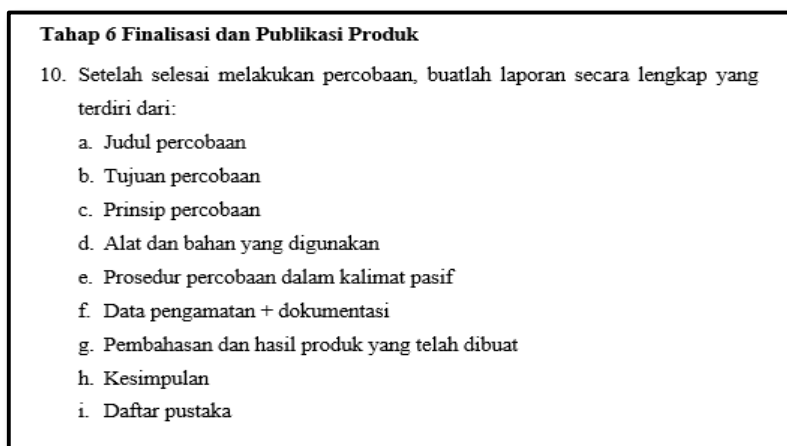 Tahap 6 Finalisasi dan Publikasi Produk
10. Setelah selesai melakukan percobaan, buatlah laporan secara lengkap yang
terdiri dari:
a. Judul percobaan
b. Tujuan percobaan
c. Prinsip percobaan
d. Alat dan bahan yang digunakan
e. Prosedur percobaan dalam kalimat pasif
f. Data pengamatan + dokumentasi
g. Pembahasan dan hasil produk yang telah dibuat
h. Kesimpulan
i. Daftar pustaka